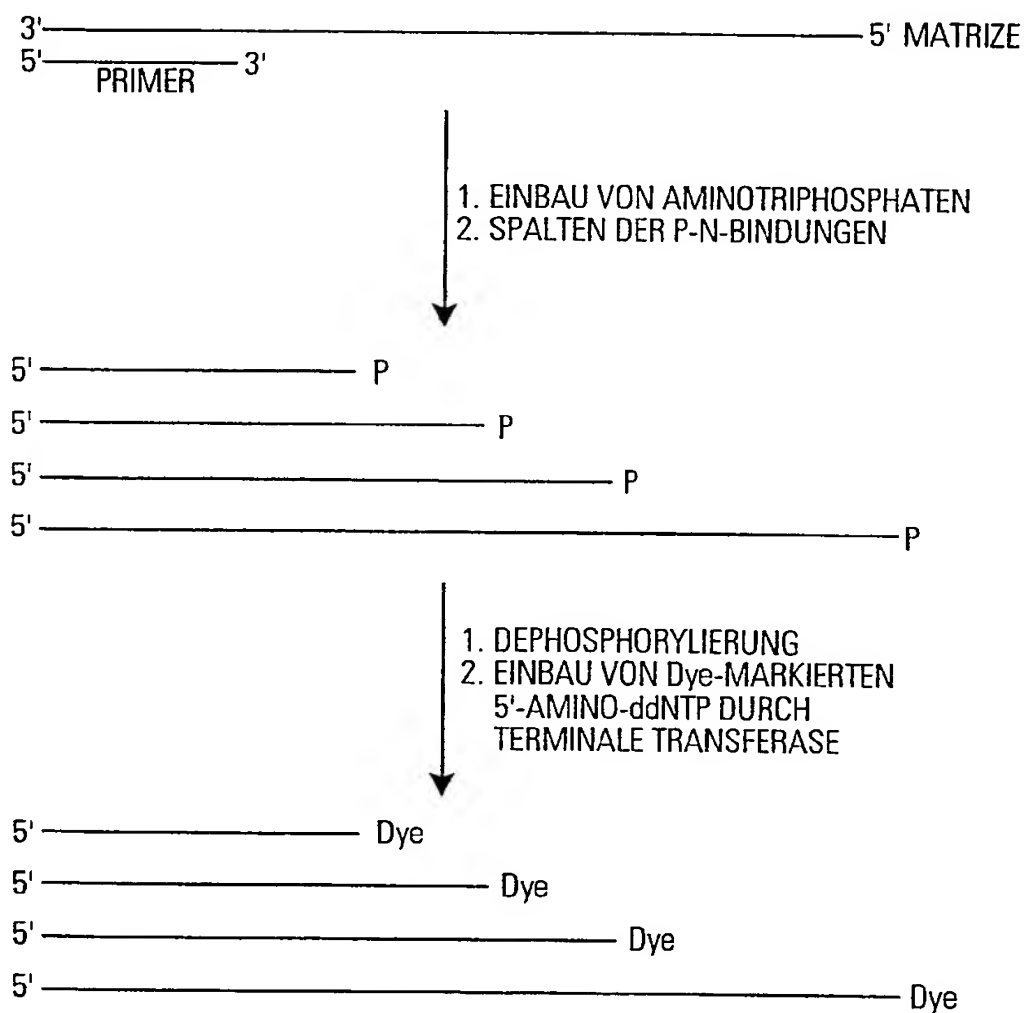 3' 5' MATRIZE
5' 3'
PRIMER
1. EINBAU VON AMINOTRIPHOSPHATEN
2. SPALTEN DER P-N-BINDUNGEN
5' P
5' P
5' P
5' P
1. DEPHOSPHORYLIERUNG
2. EINBAU VON Dye-MARKIERTEN
5'-AMINO-ddNTP DURCH
TERMINALE TRANSFERASE
5' Dye
5' Dye
5' Dye
5' Dye